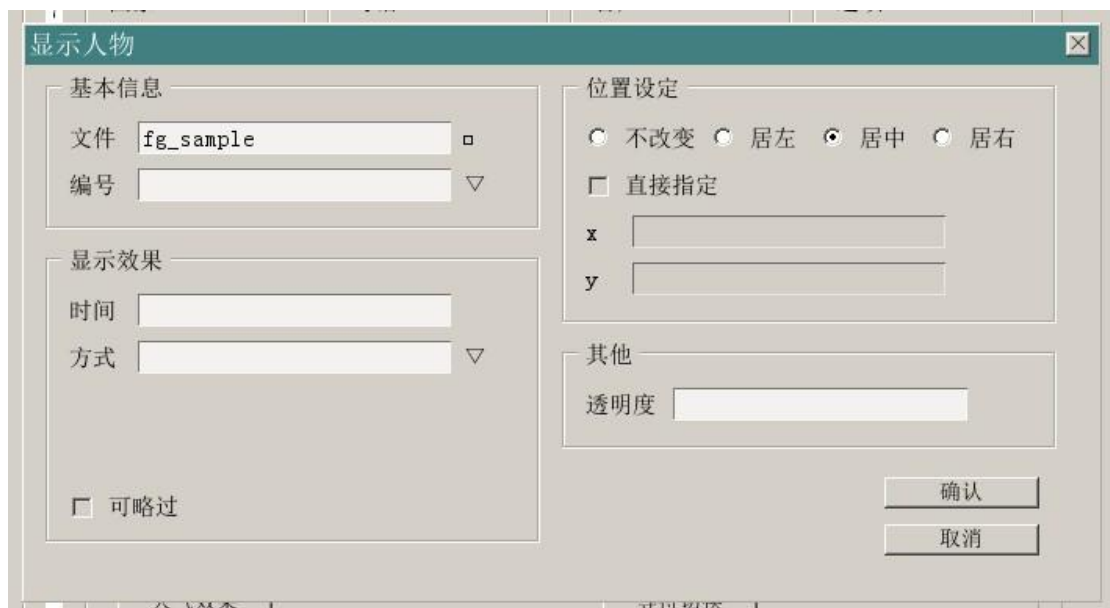 显示人物
基本信息
文件 fg_sample
编号
显示效果
时间
方式
可略过
位置设定
不改变 居左 居中 居右
直接指定
x
y
其他
透明度
确认
取消